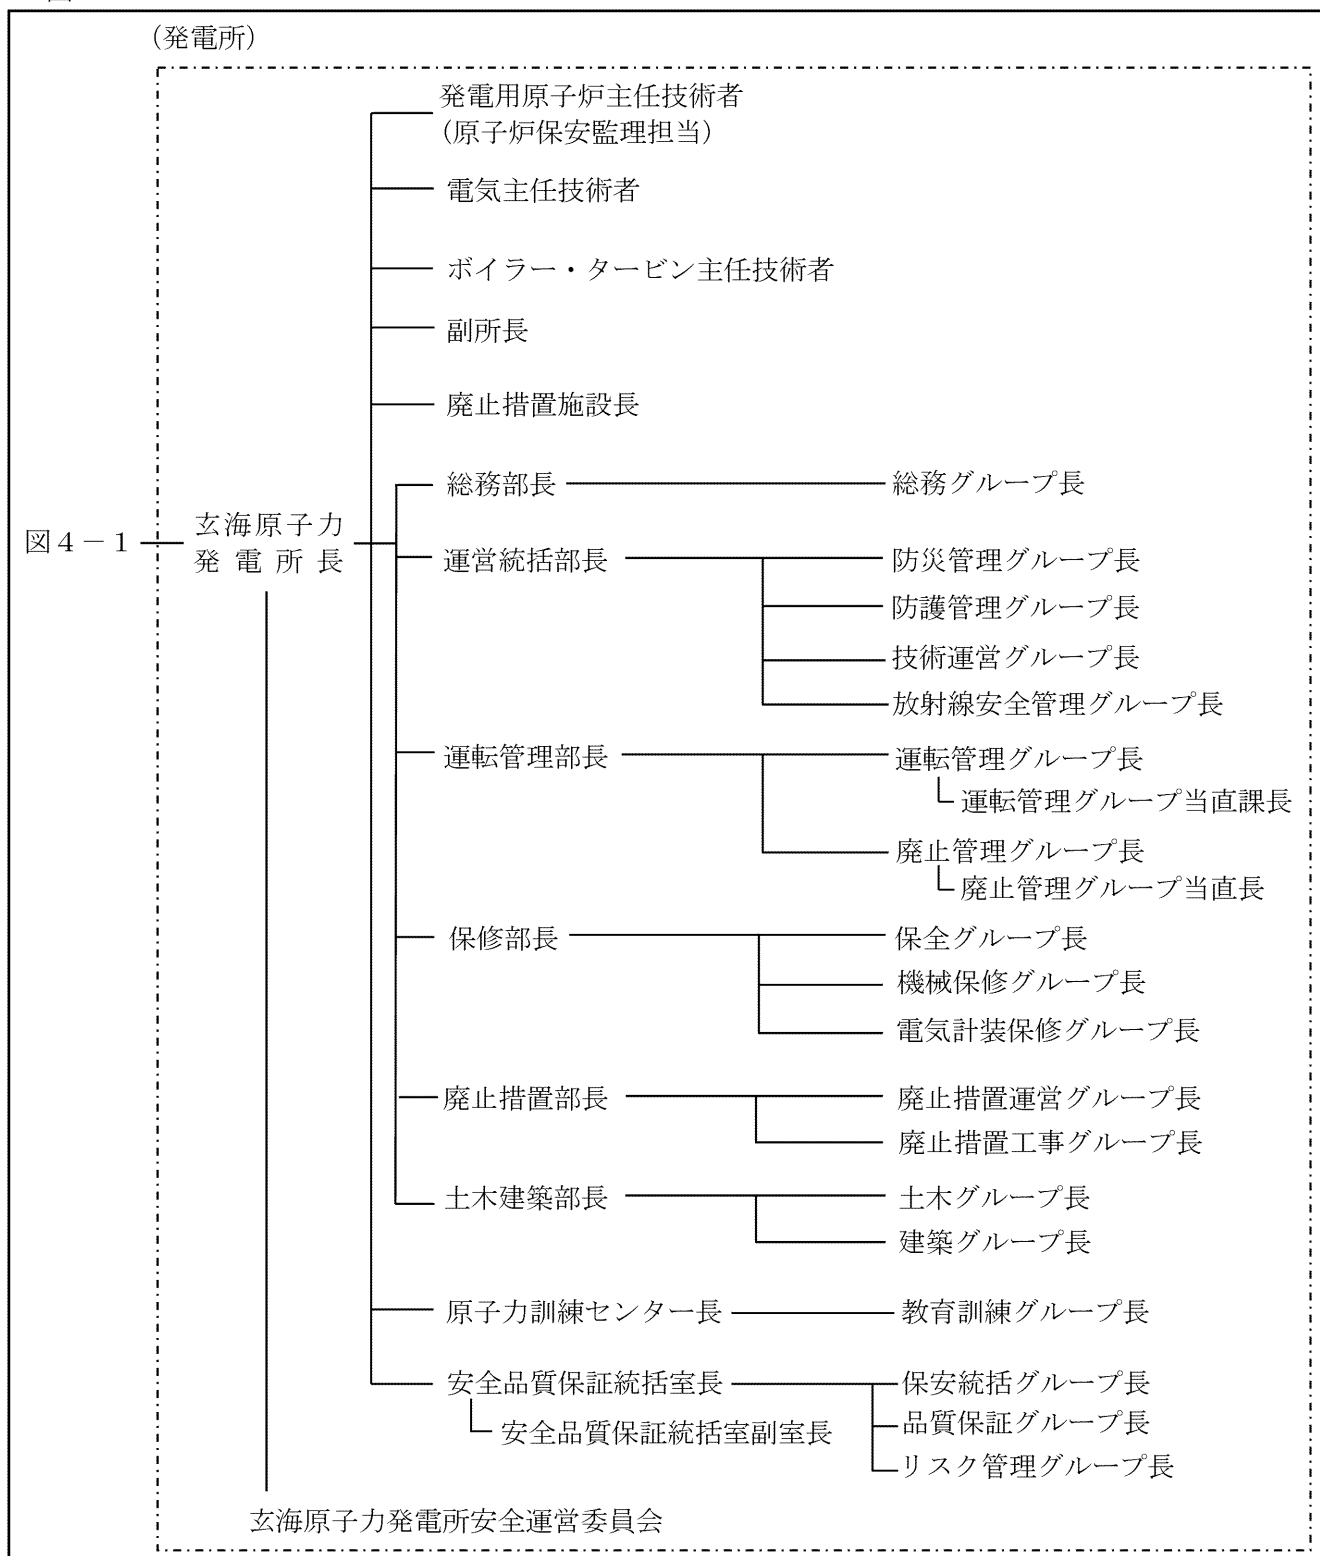 (発電所)
発電用原子炉主任技術者
(原子炉保安監理担当)
電気主任技術者
ボイラー・タービン主任技術者
副所長
廃止措置施設長
図4-1
玄海原子力
発電所長
総務部長
総務グループ長
運営統括部長
防災管理グループ長
防護管理グループ長
技術運営グループ長
放射線安全管理グループ長
運転管理部長
運転管理グループ長
運転管理グループ当直課長
廃止管理グループ長
廃止管理グループ当直長
保修部長
保全グループ長
機械保修グループ長
電気計装保修グループ長
廃止措置部長
廃止措置運営グループ長
廃止措置工事グループ長
土木建築部長
土木グループ長
建築グループ長
原子力訓練センター長
教育訓練グループ長
安全品質保証統括室長
安全品質保証統括室副室長
保安統括グループ長
品質保証グループ長
リスク管理グループ長
玄海原子力発電所安全運営委員会